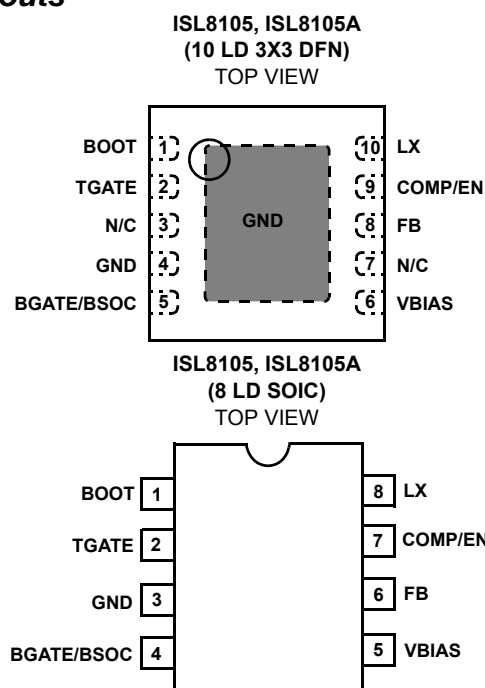 ISL8105, ISL8105A
(10 LD 3X3 DFN)
TOP VIEW
BOOT 1 10 LX
TGATE 2 9 COMP/EN
N/C 3 GND 8 FB
GND 4 7 N/C
BGATE/BSOC 5 6 VBIAS
ISL8105, ISL8105A
(8 LD SOIC)
TOP VIEW
BOOT 1 8 LX
TGATE 2 7 COMP/EN
GND 3 6 FB
BGATE/BSOC 4 5 VBIAS